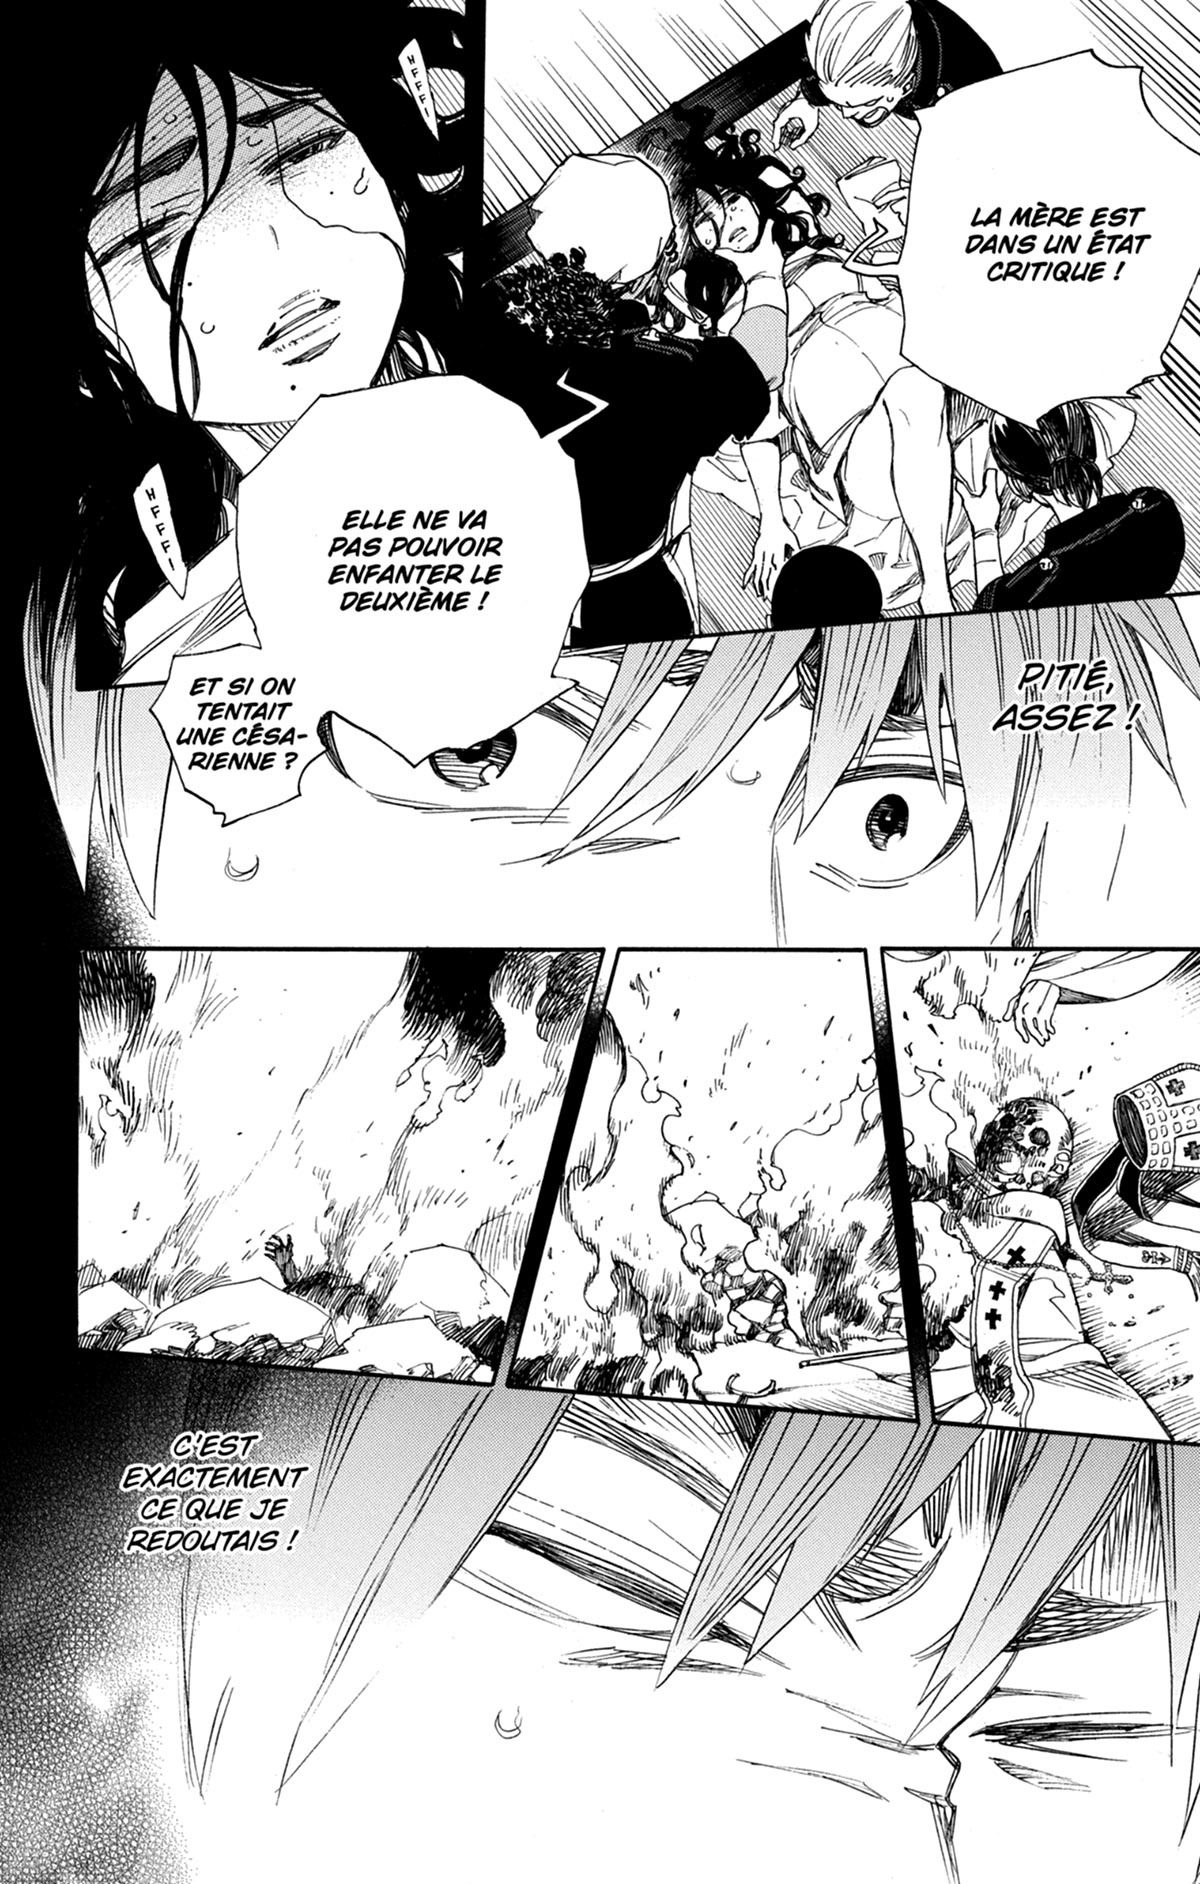 LA MÈRE EST
DANS UN ÉTAT
CRITIQUE !
HFFF!
ELLE NE VA
PAS POUVOIR
ENFANTER LE
DEUXIÈME !
HFFF!
ET SI ON
TENTAIT
UNE CÉSA-
RIENNE ?
PITIÉ,
ASSEZ !
C'EST
EXACTEMENT
CE QUE JE
REDOUTAIS !